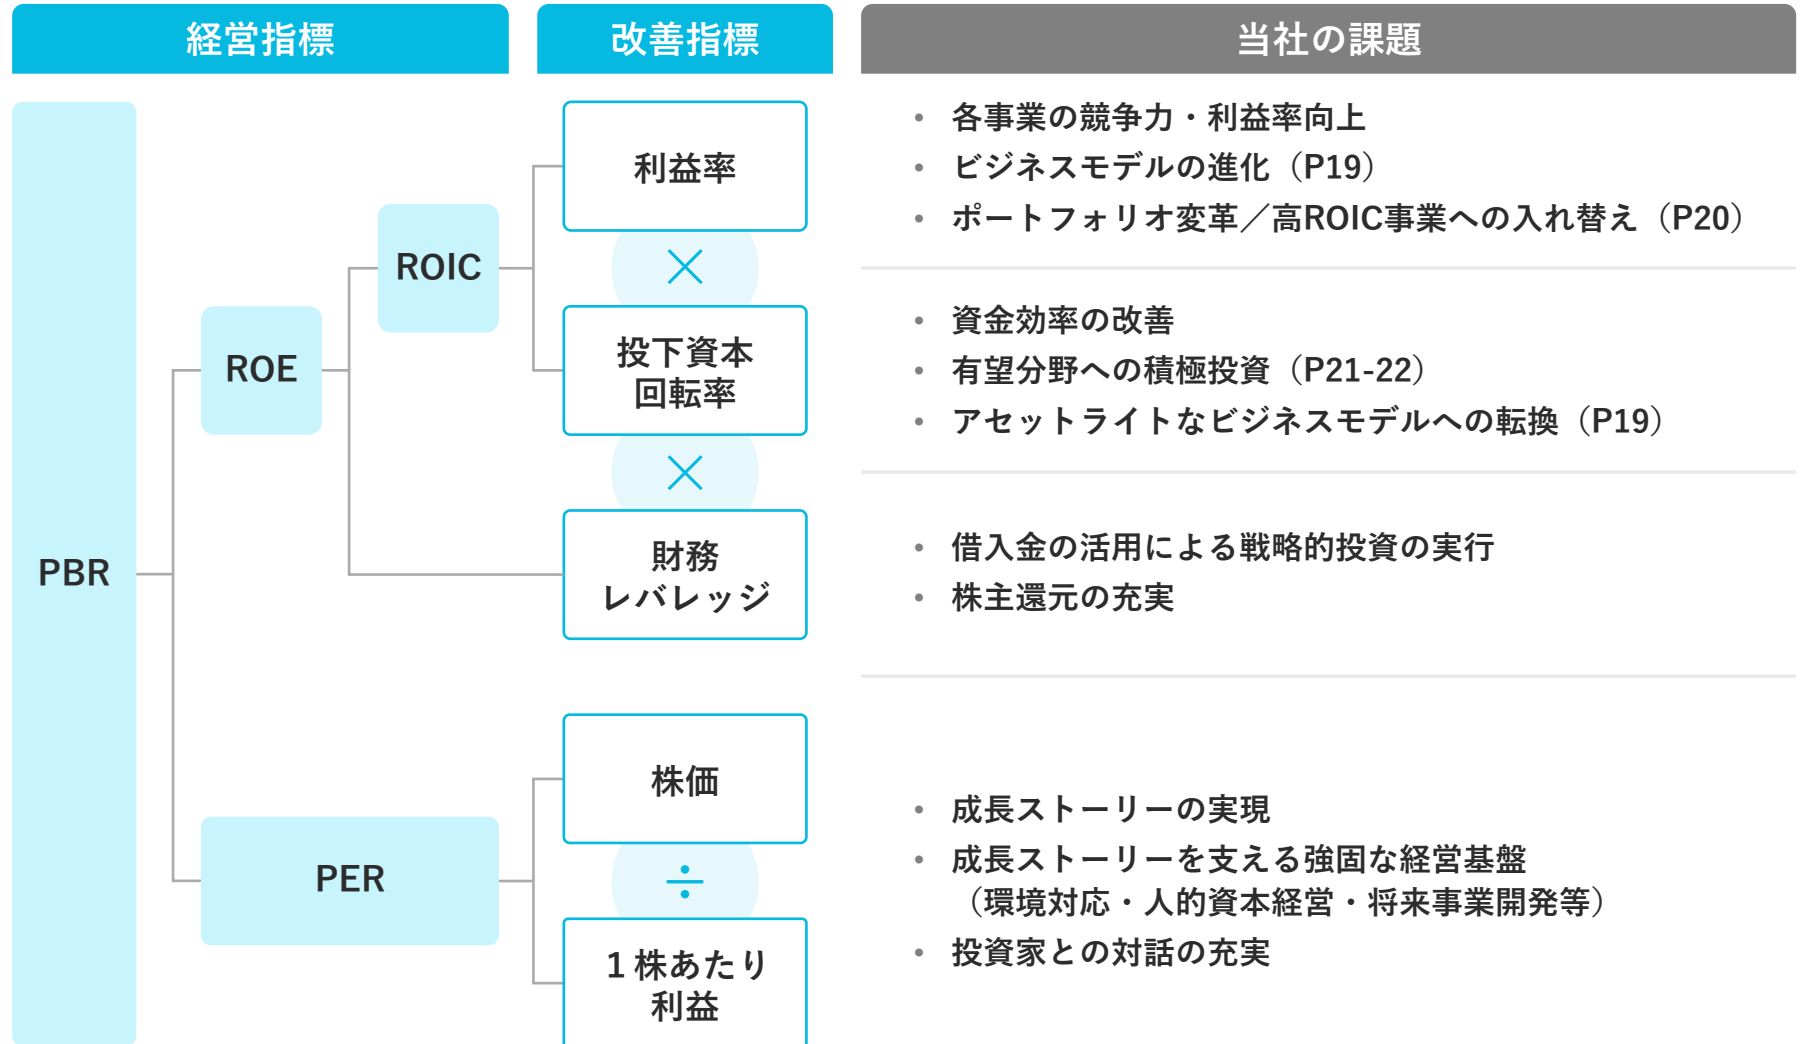 経営指標
改善指標
当社の課題
PBR
ROE
ROIC
PER
利益率
×
投下資本
回転率
×
財務
レバレッジ
株価
÷
1株あたり
利益
• 各事業の競争力・利益率向上
• ビジネスモデルの進化（P19）
• ポートフォリオ変革／高ROIC事業への入れ替え（P20）
• 資金効率の改善
• 有望分野への積極投資（P21-22）
• アセットライトなビジネスモデルへの転換（P19）
• 借入金の活用による戦略的投資の実行
• 株主還元の充実
• 成長ストーリーの実現
• 成長ストーリーを支える強固な経営基盤
（環境対応・人的資本経営・将来事業開発等）
• 投資家との対話の充実